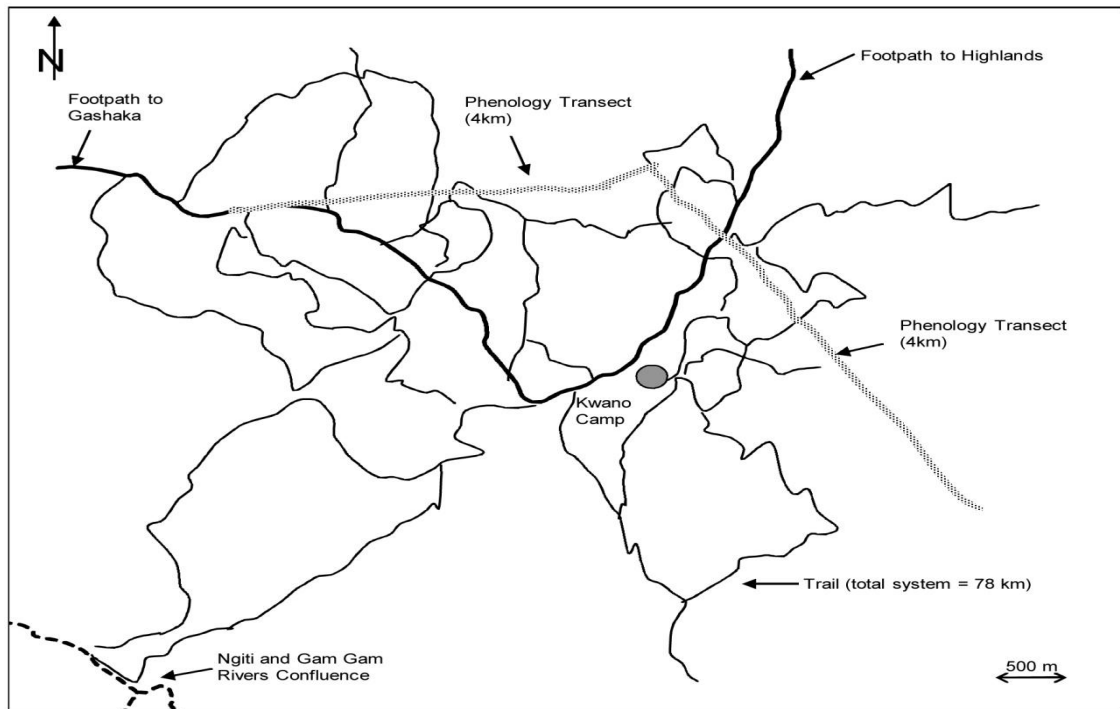 N
Footpath to Highlands
Footpath to
Gashaka
Phenology Transect
(4km)
Phenology Transect
(4km)
Kwano
Camp
Trail (total system = 78 km)
Ngiti and Gam Gam
Rivers Confluence
500 m